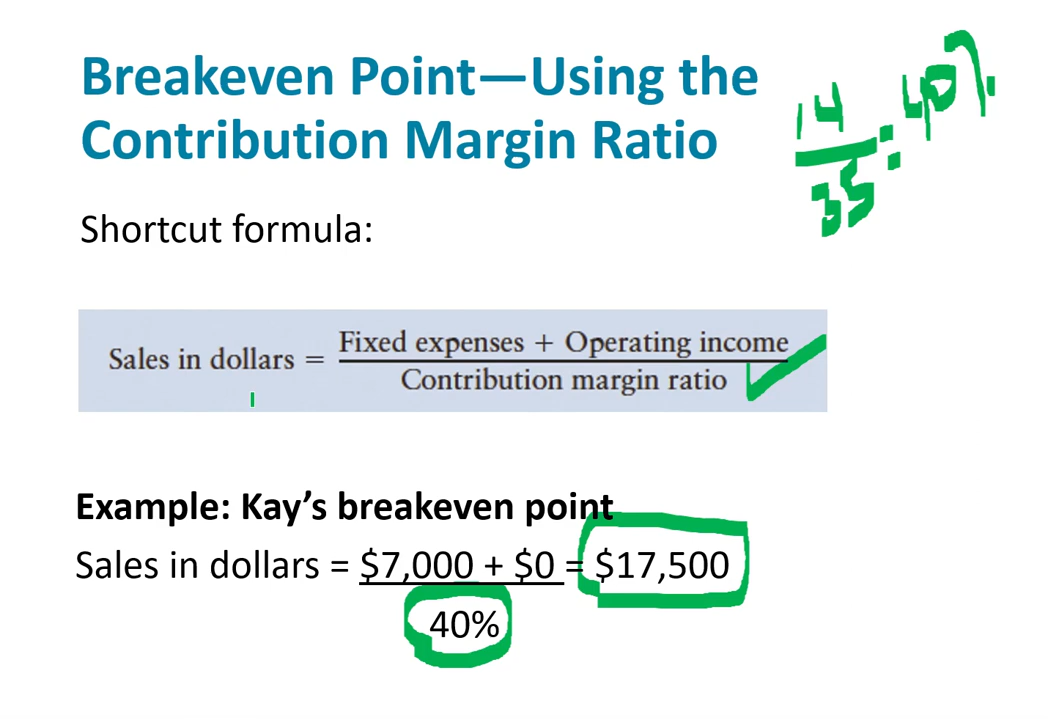 Breakeven Point—Using the
Contribution Margin Ratio
14
35
= 40%
Shortcut formula:
Fixed expenses + Operating income
Sales in dollars =
Contribution margin ratio
Example: Kay’s breakeven point
Sales in dollars = $7,000 + $0 = $17,500
40%